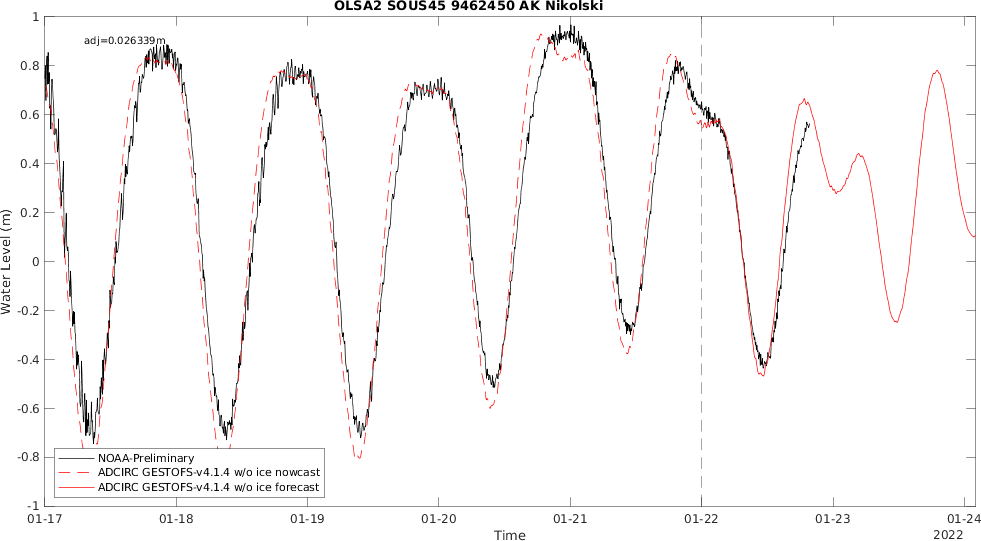 OLSA2 SOUS45 9462450 AK Nikolski
adj=0.026339m
1
0.8
0.6
0.4
0.2
0
-0.2
-0.4
-0.6
-0.8
-1
Water Level (m)
NOAA-Preliminary
ADCIRC GESTOFS-v4.1.4 w/o ice nowcast
ADCIRC GESTOFS-v4.1.4 w/o ice forecast
01-17 01-18 01-19 01-20 01-21 01-22 01-23 01-24
Time
2022